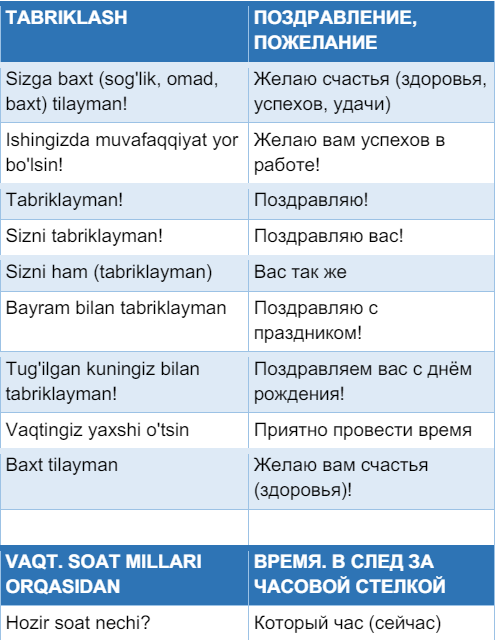 TABRIKLASH
ПОЗДРАВЛЕНИЕ,
ПОЖЕЛАНИЕ
Sizga baxt (sog'lik, omad,
baxt) tilayman!
Желаю счастья (здоровья,
успехов, удачи)
Ishingizda muvafaqqiyat yor
bo'lsin!
Желаю вам успехов в
работе!
Tabriklayman!
Поздравляю!
Sizni tabriklayman!
Поздравляю вас!
Sizni ham (tabriklayman)
Вас так же
Bayram bilan tabriklayman
Поздравляю с
праздником!
Tug'ilgan kuningiz bilan
tabriklayman!
Поздравляем вас с днём
рождения!
Vaqtingiz yaxshi o'tsin
Приятно провести время
Baxt tilayman
Желаю вам счастья
(здоровья)!
VAQT. SOAT MILLARI
ORQASIDAN
ВРЕМЯ. В СЛЕД ЗА
ЧАСОВОЙ СТЕЛКОЙ
Hozir soat nechi?
Который час (сейчас)